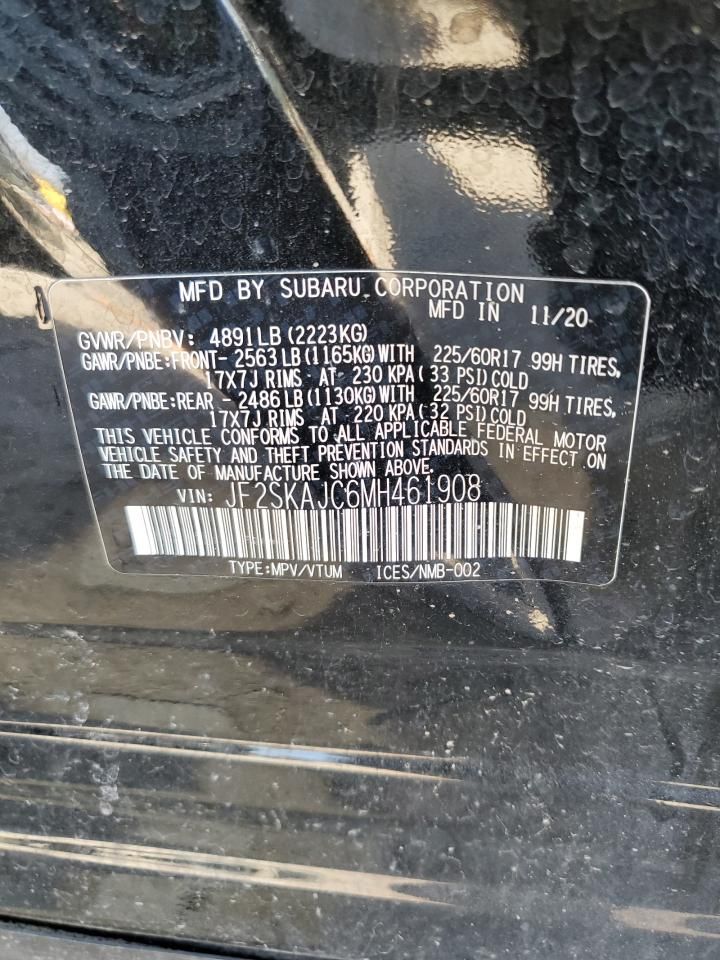 MFD BY SUBARU CORPORATION
MFD IN 11/20
GVWR/PNBV: 4891LB (2223KG)
GAWR/PNBE:FRONT- 2563 LB (1165KG) WITH 225/60R17 99H TIRES,
17X7J RIMS AT 230 KPA ( 33 PSI) COLD
GAWR/PNBE:REAR - 2486 LB (1130KG) WITH 225/60R17 99H TIRES,
17X7J RIMS AT 220 KPA ( 32 PSI) COLD
THIS VEHICLE CONFORMS TO ALL APPLICABLE FEDERAL MOTOR
VEHICLE SAFETY AND THEFT PREVENTION STANDARDS IN EFFECT ON
THE DATE OF MANUFACTURE SHOWN ABOVE.
VIN: JF2SKAJC6MH461908
TYPE:MPV/VTUM ICES/NMB-002